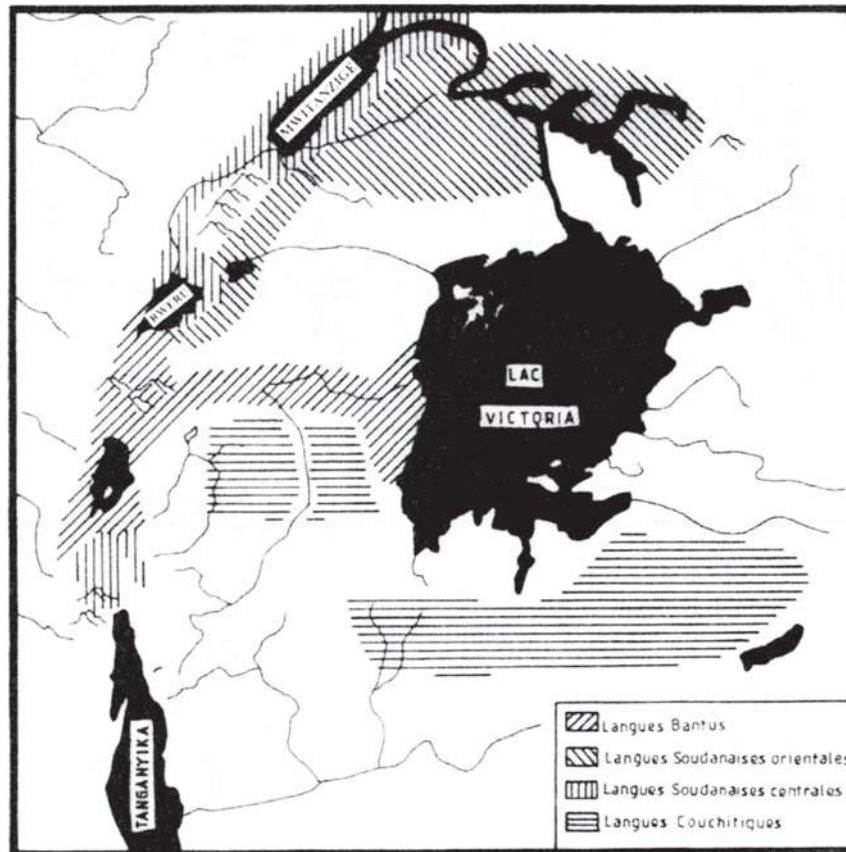 MWITANZIGE
RWERU
LAC
VICTORIA
TANGANYIKA
Langues Bantus
Langues Soudanaises orientales
Langues Soudanaises centrales
Langues Couchitiques